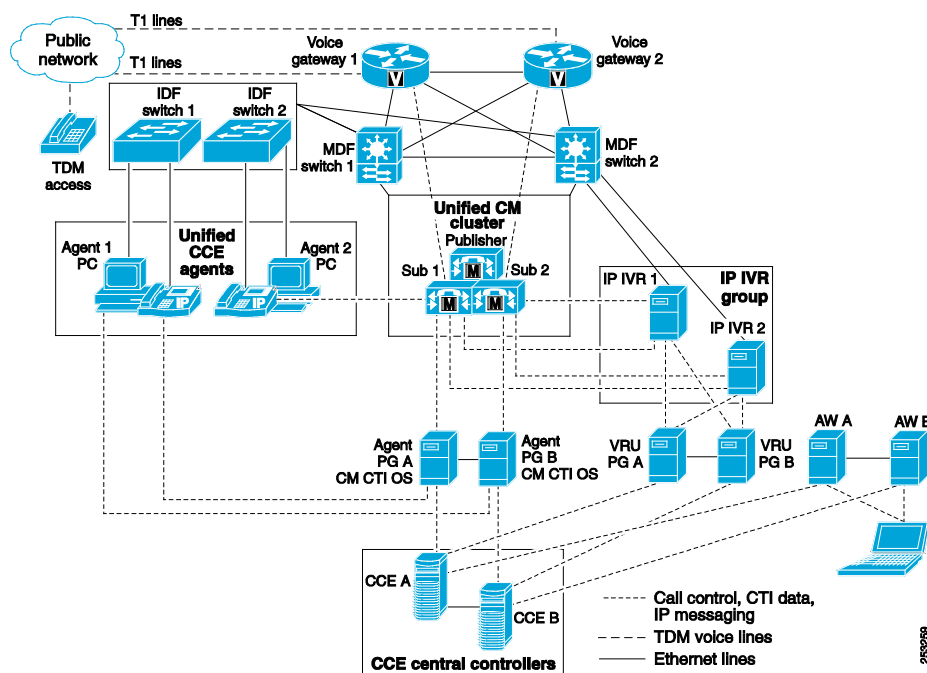 T1 lines
Public
network
T1 lines
Voice
gateway 1
V
Voice
gateway 2
V
IDF
switch 1
IDF
switch 2
TDM
access
MDF
switch 1
MDF
switch 2
Unified CM
cluster
Publisher
M
Sub 1
Sub 2
M
M
Agent 1
PC
Unified
CCE
agents
Agent 2
PC
IP
IP
IP IVR 1
IP IVR
group
IP IVR 2
Agent
PG A
CM CTI OS
Agent
PG B
CM CTI OS
VRU
PG A
VRU
PG B
AW A
AW B
CCE A
CCE B
CCE central controllers
Call control, CTI data,
IP messaging
TDM voice lines
Ethernet lines
253259